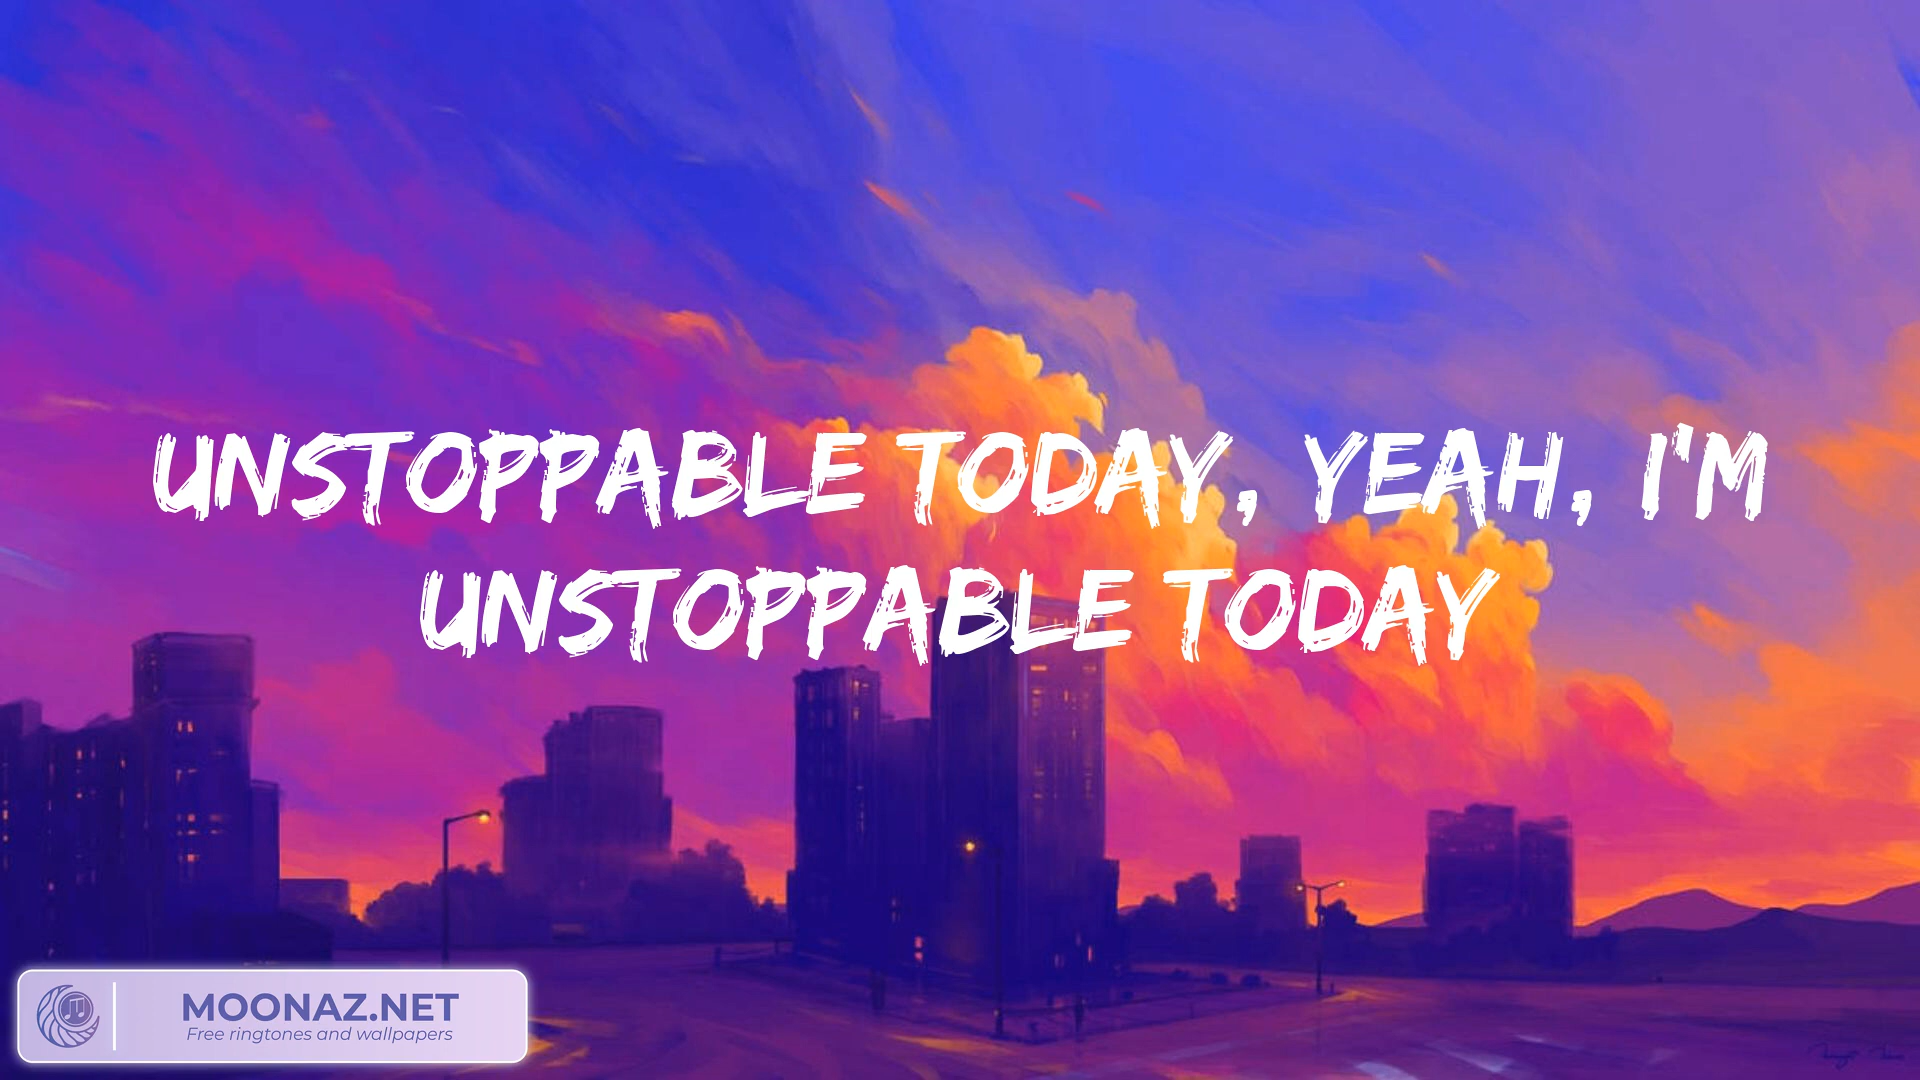 UNSTOPPABLE TODAY, YEAH, I'M
UNSTOPPABLE TODAY
MOONAZ.NET
Free ringtones and wallpapers